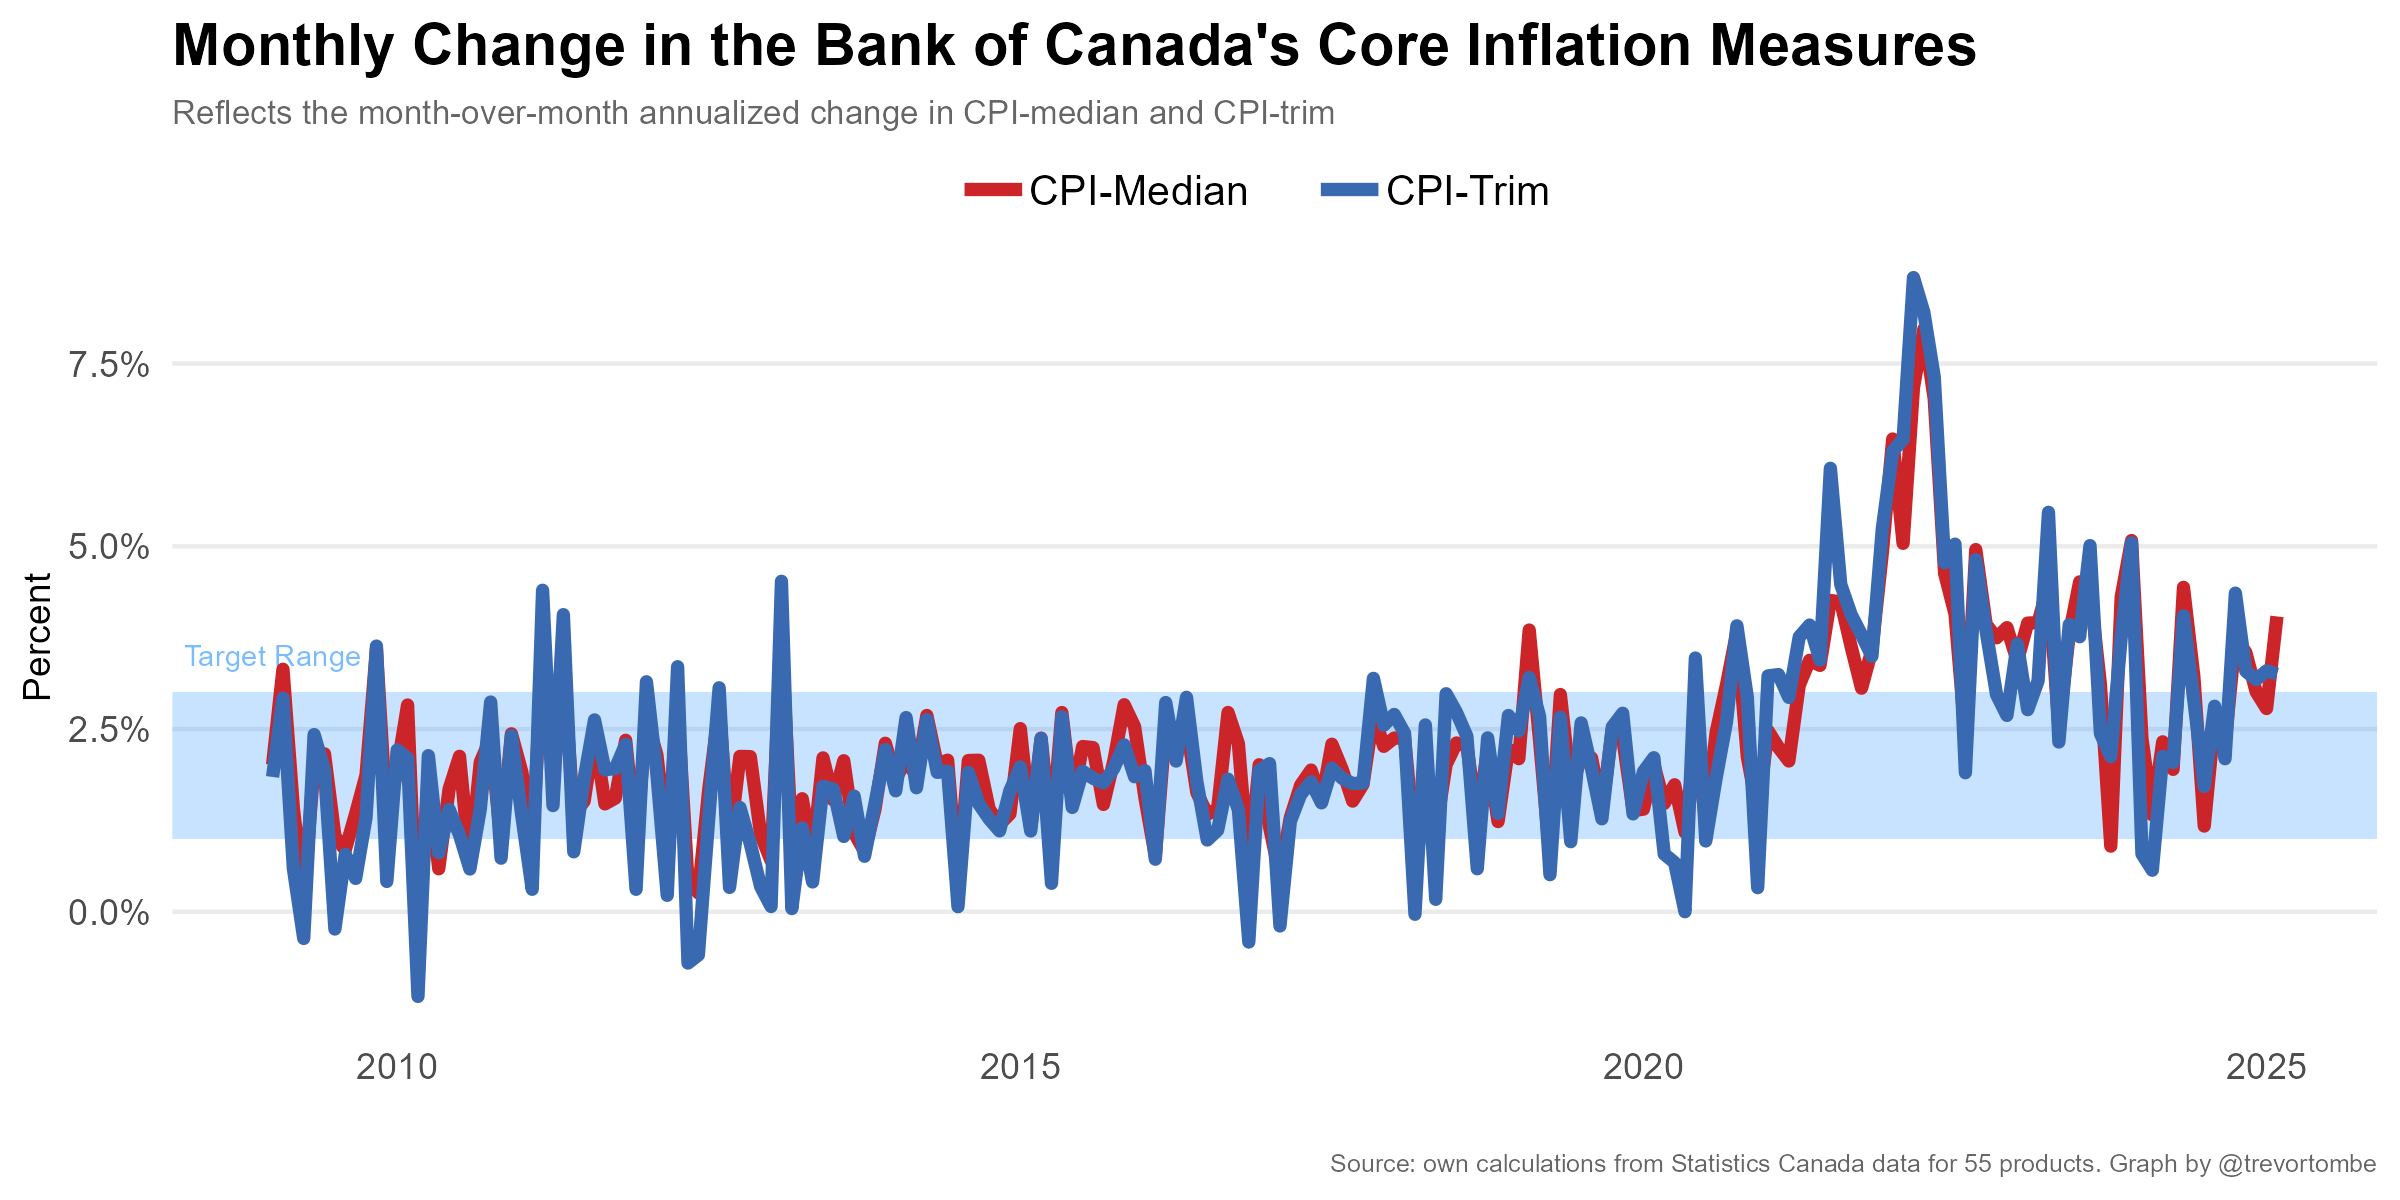 Monthly Change in the Bank of Canada's Core Inflation Measures
Reflects the month-over-month annualized change in CPI-median and CPI-trim
CPI-Median CPI-Trim
7.5%
5.0%
2.5%
0.0%
Percent
Target Range
2010 2015 2020 2025
Source: own calculations from Statistics Canada data for 55 products. Graph by @trevortombe